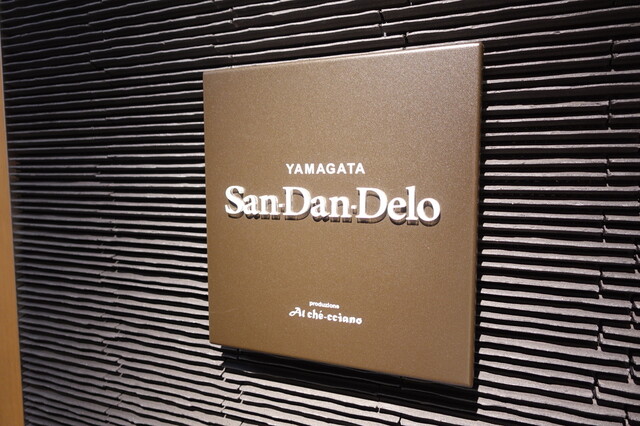 YAMAGATA
San-Dan-Delo
produzione
Al ché-cciano